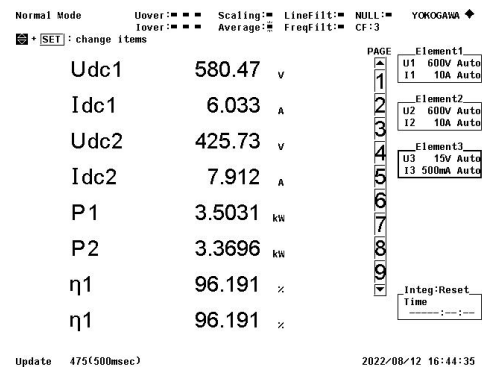 Normal Mode Uover: Scaling: LineFilt: NULL: YOKOGAWA
Iover: Average: FreqFilt: CF:3
+ SET : change items
PAGE
Udc1 580.47 V
Idc1 6.033 A
Udc2 425.73 V
Idc2 7.912 A
P1 3.5031 kW
P2 3.3696 kW
η1 96.191 %
η1 96.191 %
1
2
3
4
5
6
7
8
9
Element1
U1 600V Auto
I1 10A Auto
Element2
U2 600V Auto
I2 10A Auto
Element3
U3 15V Auto
I3 500mA Auto
Integ:Reset
Time
-----:--:--
Update 475(500msec) 2022/08/12 16:44:35